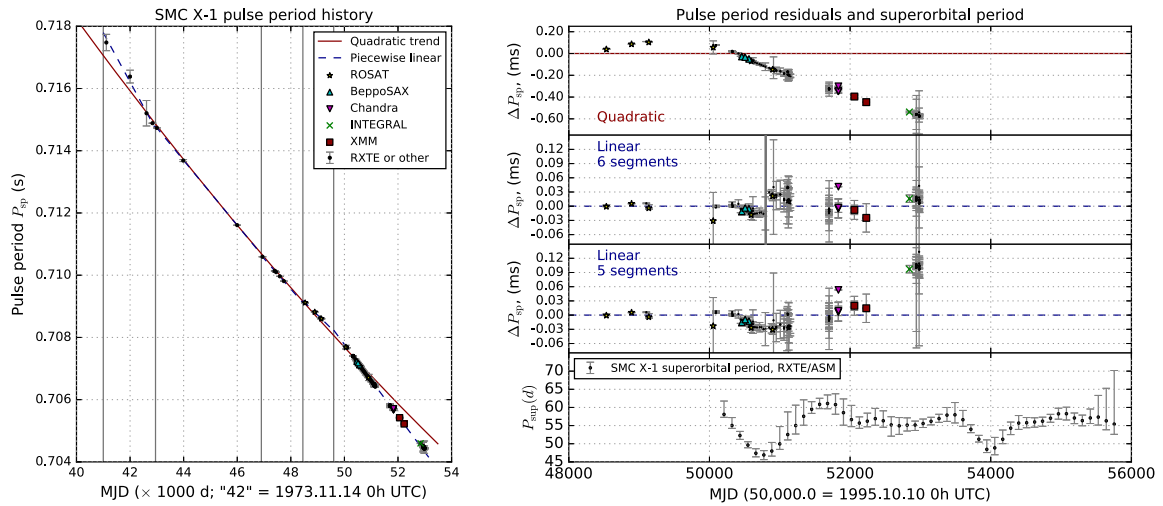 SMC X-1 pulse period history
0.718
0.716
0.714
0.712
0.710
0.708
0.706
0.704
Pulse period P_sp (s)
Quadratic trend
Piecewise linear
ROSAT
BeppoSAX
Chandra
INTEGRAL
XMM
RXTE or other
40 42 44 46 48 50 52 54
MJD (× 1000 d; "42" = 1973.11.14 0h UTC)
Pulse period residuals and superorbital period
0.20
0.00
-0.20
-0.40
-0.60
ΔP_sp, (ms)
Quadratic
0.12
0.09
0.06
0.03
0.00
-0.03
-0.06
ΔP_sp, (ms)
Linear
6 segments
0.12
0.09
0.06
0.03
0.00
-0.03
-0.06
ΔP_sp, (ms)
Linear
5 segments
70
65
60
55
50
45
P_sup(d)
SMC X-1 superorbital period, RXTE/ASM
48000 50000 52000 54000 56000
MJD (50,000.0 = 1995.10.10 0h UTC)